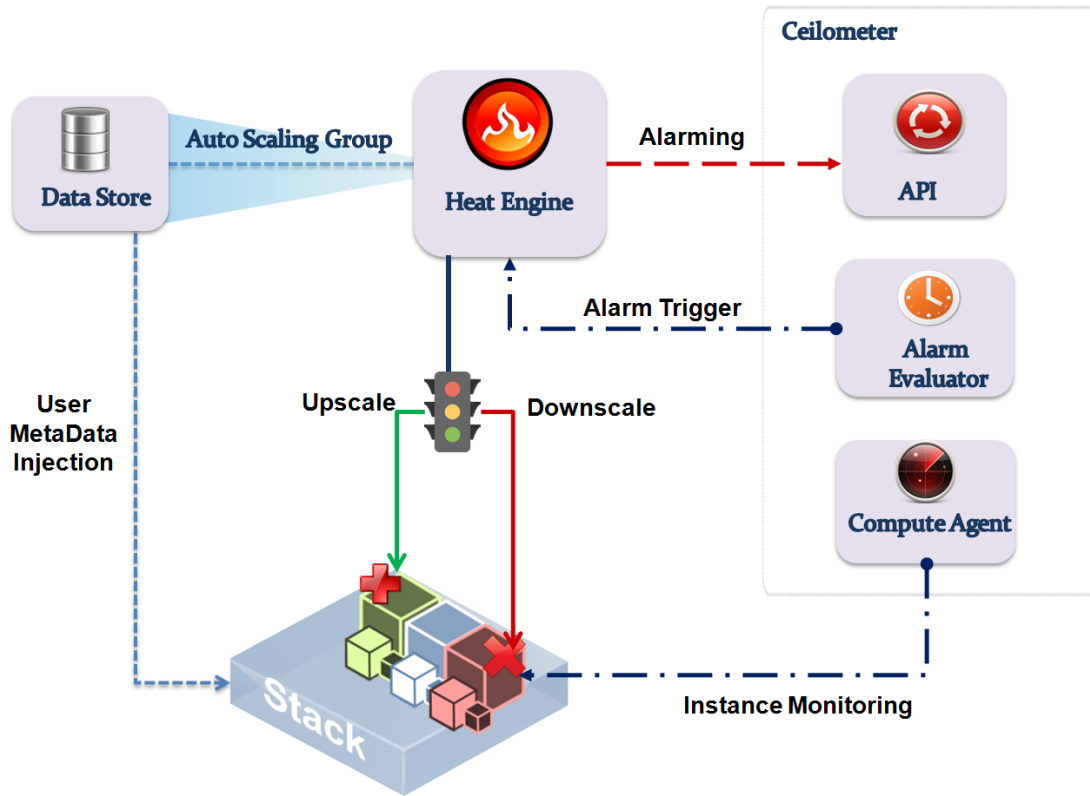 Ceilometer
Auto Scaling Group
Alarming
Data Store
Heat Engine
API
Alarm Trigger
Alarm
Evaluator
User
MetaData
Injection
Upscale
Downscale
Compute Agent
Stack
Instance Monitoring